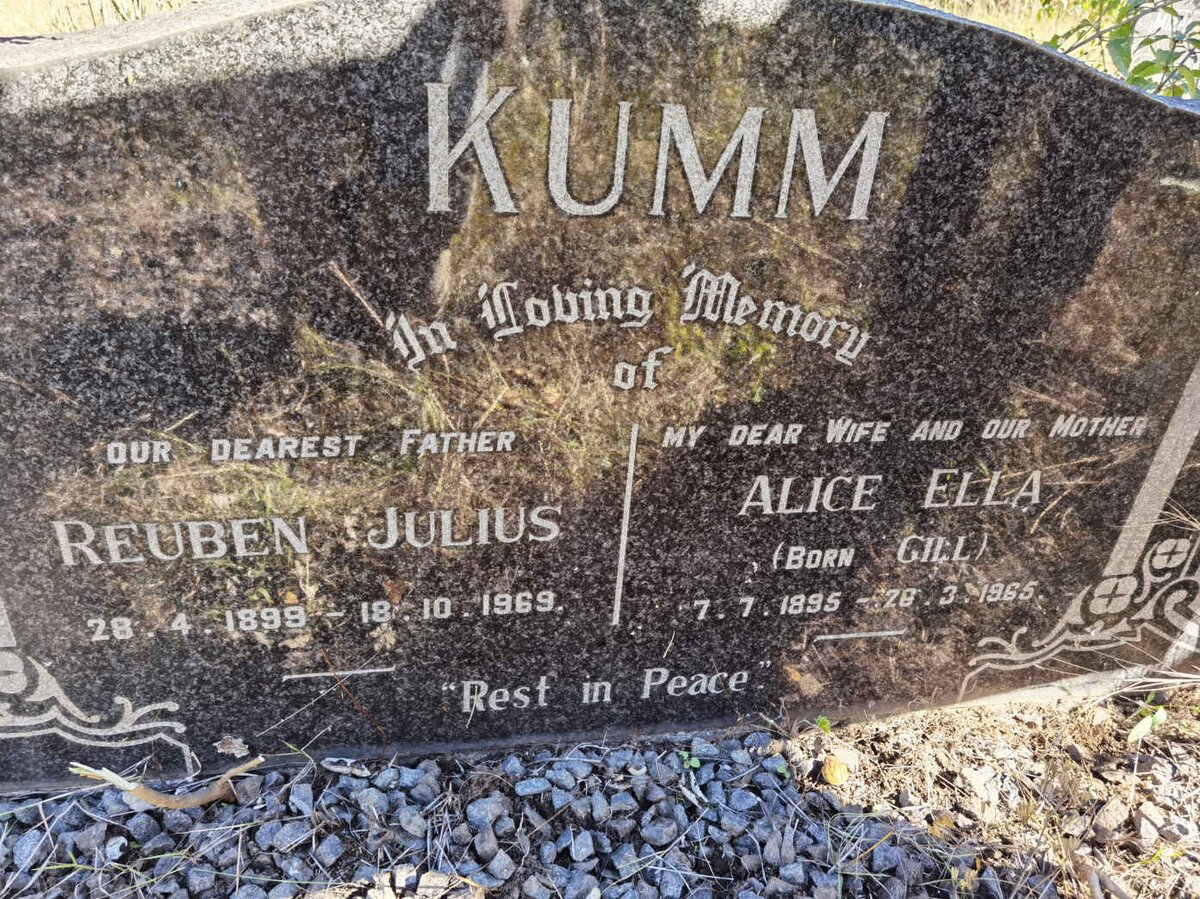 KUMM
In Loving Memory
of
OUR DEAREST FATHER
REUBEN JULIUS
28.4.1899 - 18.10.1969.
MY DEAR WIFE AND OUR MOTHER
ALICE ELLA
(BORN GILL)
7.7.1895 - 28.3.1965.
"Rest in Peace".